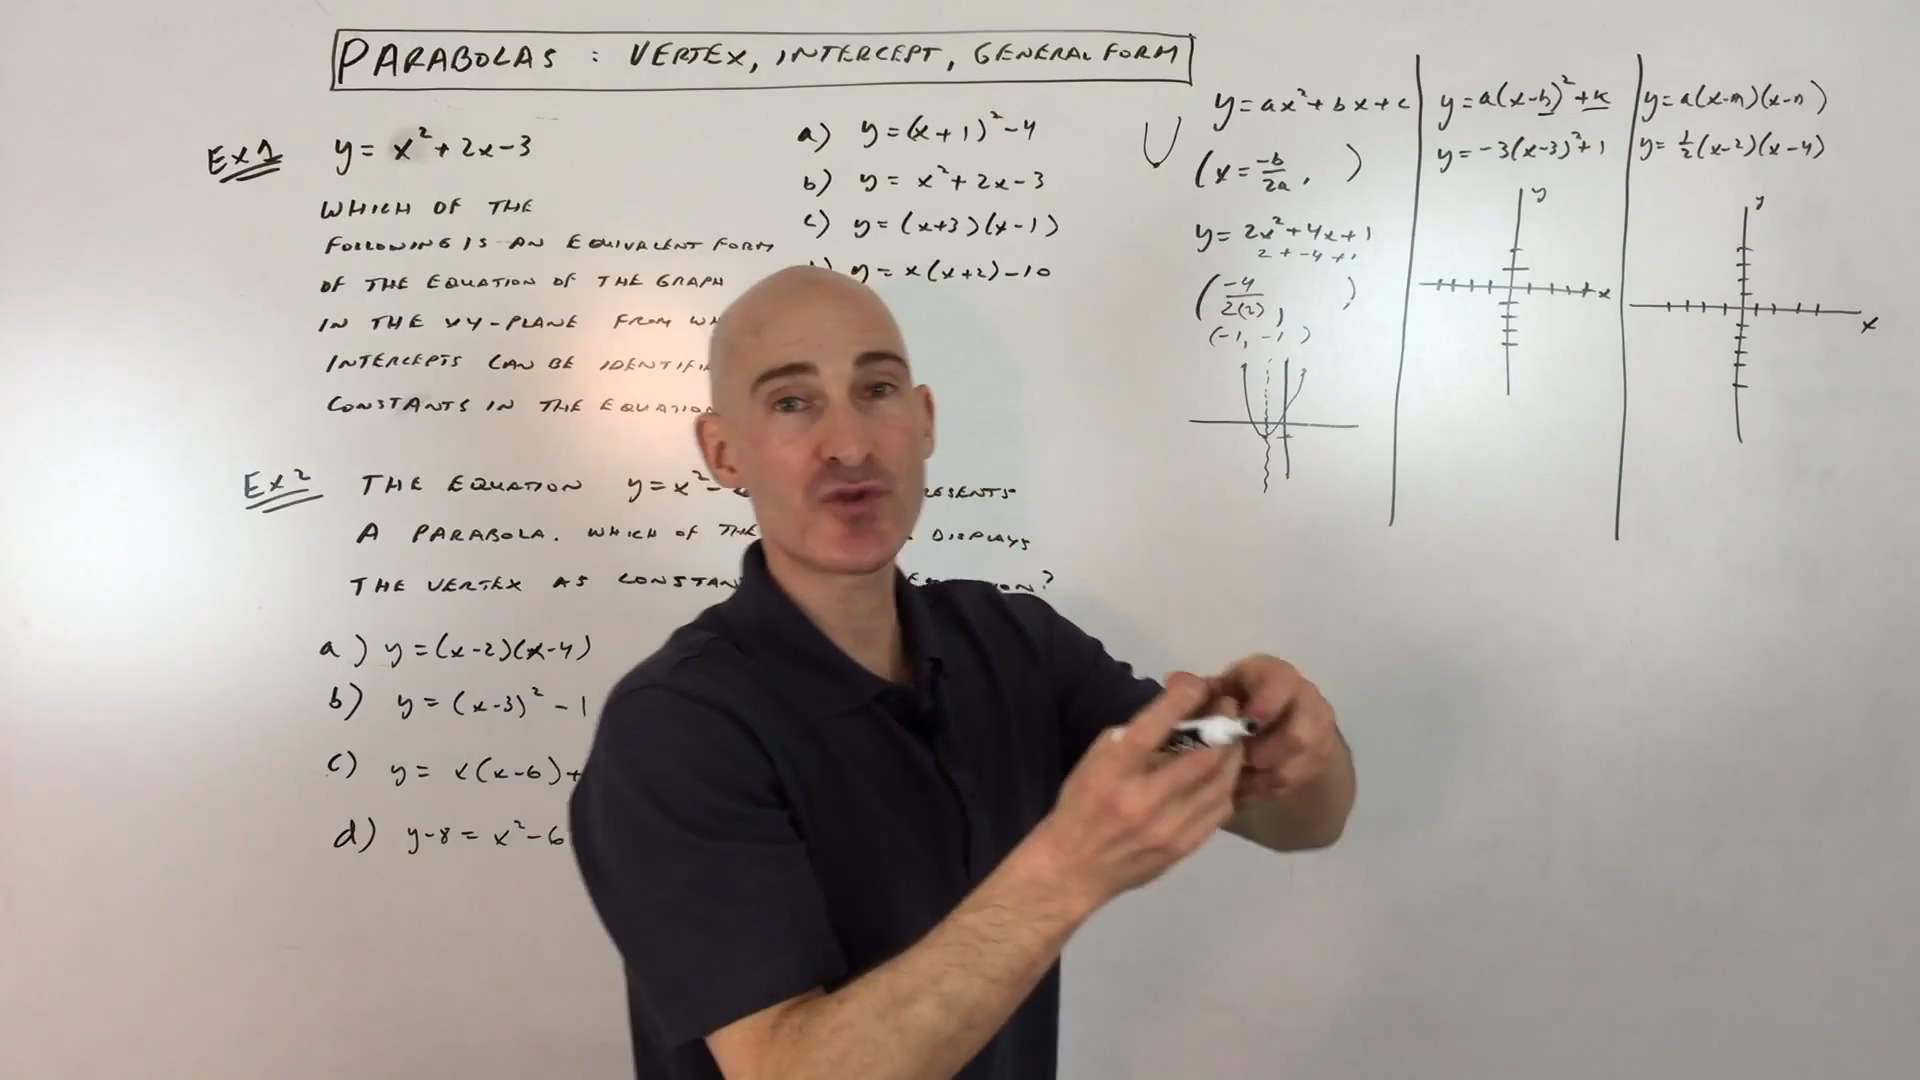 PARABOLAS : VERTEX, INTERCEPT, GENERAL FORM
Ex1 y = x² + 2x - 3
WHICH OF THE
FOLLOWING IS AN EQUIVALENT FORM
OF THE EQUATION OF THE GRAPH
IN THE XY-PLANE FROM
INTERCEPTS CAN BE
CONSTANTS IN THE EQUATION
a) y = (x+1)² - 4
b) y = x² + 2x - 3
c) y = (x+3)(x-1)
y = x(x+2) - 10
Ex2 THE EQUATION y = x² -
A PARABOLA. WHICH OF THE DISPLAYS
THE VERTEX AS
a) y = (x-2)(x-4)
b) y = (x-3)² - 1
c) y = x(x-6) +
d) y-8 = x² - 6
y = ax² + bx + c
(x = -b/2a, )
y = 2x² + 4x + 1
2 + -4 + 1
(-4/2(2), )
(-1, -1)
y = a(x-h)² + k
y = -3(x-3)² + 1
y
x
y = a(x-m)(x-n)
y = 1/2(x-2)(x-4)
y
x